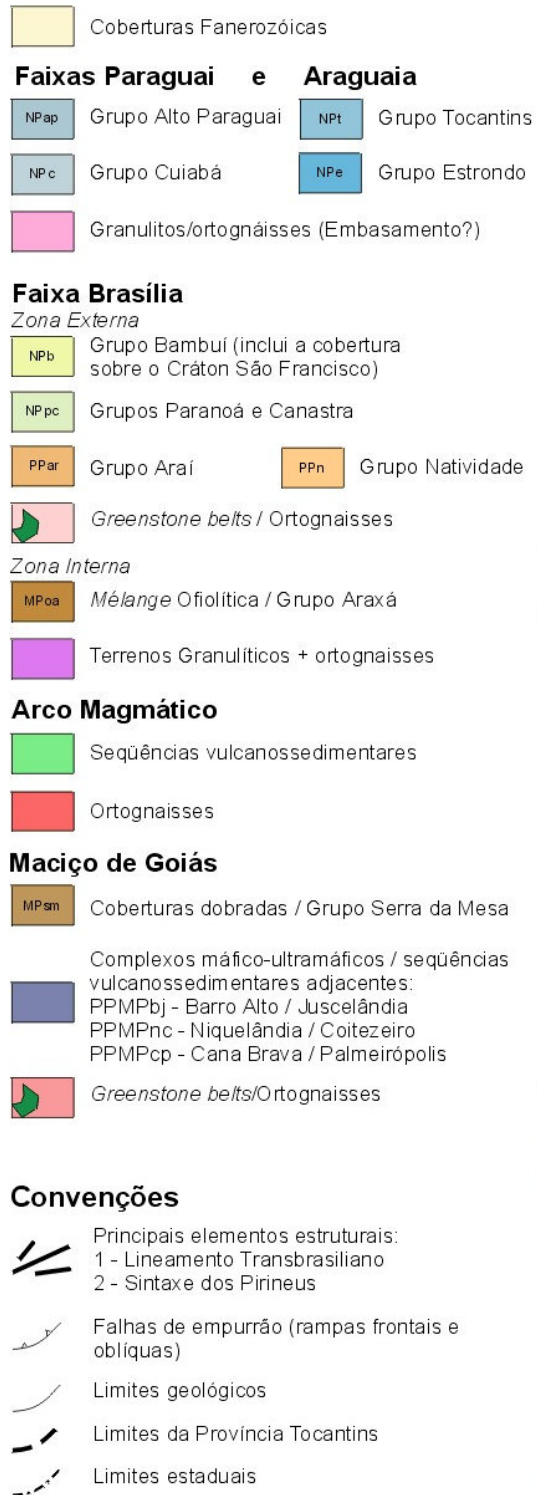 Coberturas Fanerozóicas
Faixas Paraguai e Araguaia
NPap Grupo Alto Paraguai NPt Grupo Tocantins
NPc Grupo Cuiabá NPe Grupo Estrondo
Granulitos/ortognáisses (Embasamento?)
Faixa Brasília
Zona Externa
NPb Grupo Bambuí (inclui a cobertura
sobre o Cráton São Francisco)
NPpc Grupos Paranoá e Canastra
PPar Grupo Araí PPn Grupo Natividade
Greenstone belts / Ortognaisses
Zona Interna
MPoa Mélange Ofiolítica / Grupo Araxá
Terrenos Granulíticos + ortognaisses
Arco Magmático
Seqüências vulcanossedimentares
Ortognaisses
Maciço de Goiás
MPsm Coberturas dobradas / Grupo Serra da Mesa
Complexos máfico-ultramáficos / seqüências
vulcanossedimentares adjacentes:
PPMPbj - Barro Alto / Juscelândia
PPMPnc - Niquelândia / Coitezeiro
PPMPcp - Cana Brava / Palmeirópolis
Greenstone belts/Ortognaisses
Convenções
Principais elementos estruturais:
1 - Lineamento Transbrasiliano
2 - Sintaxe dos Pirineus
Falhas de empurrão (rampas frontais e
oblíquas)
Limites geológicos
Limites da Província Tocantins
Limites estaduais